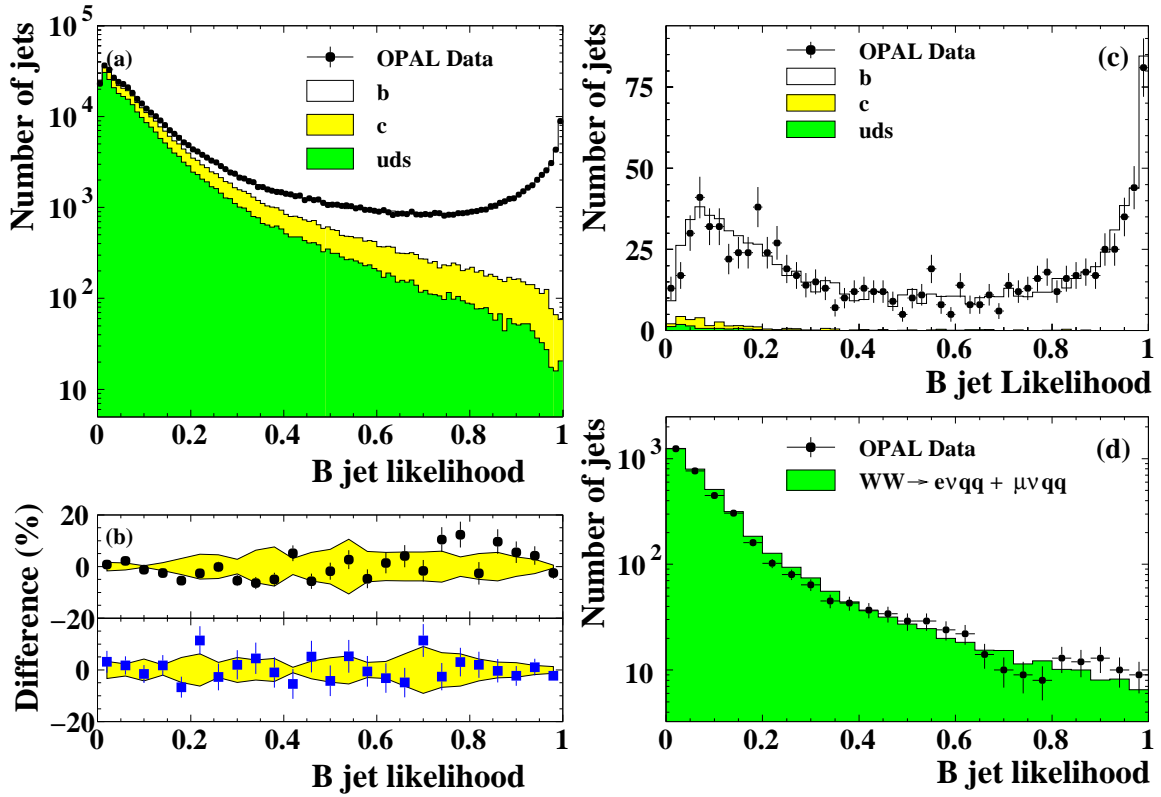 Number of jets
10^5
10^4
10^3
10^2
10
(a)
OPAL Data
b
c
uds
0 0.2 0.4 0.6 0.8 1
B jet likelihood
Difference (%)
20
0
−20
20
0
−20
(b)
0 0.2 0.4 0.6 0.8 1
B jet likelihood
Number of jets
75
50
25
0
(c)
OPAL Data
b
c
uds
0 0.2 0.4 0.6 0.8 1
B jet Likelihood
Number of jets
10^3
10^2
10
(d)
OPAL Data
WW→ eνqq + μνqq
0 0.2 0.4 0.6 0.8 1
B jet likelihood